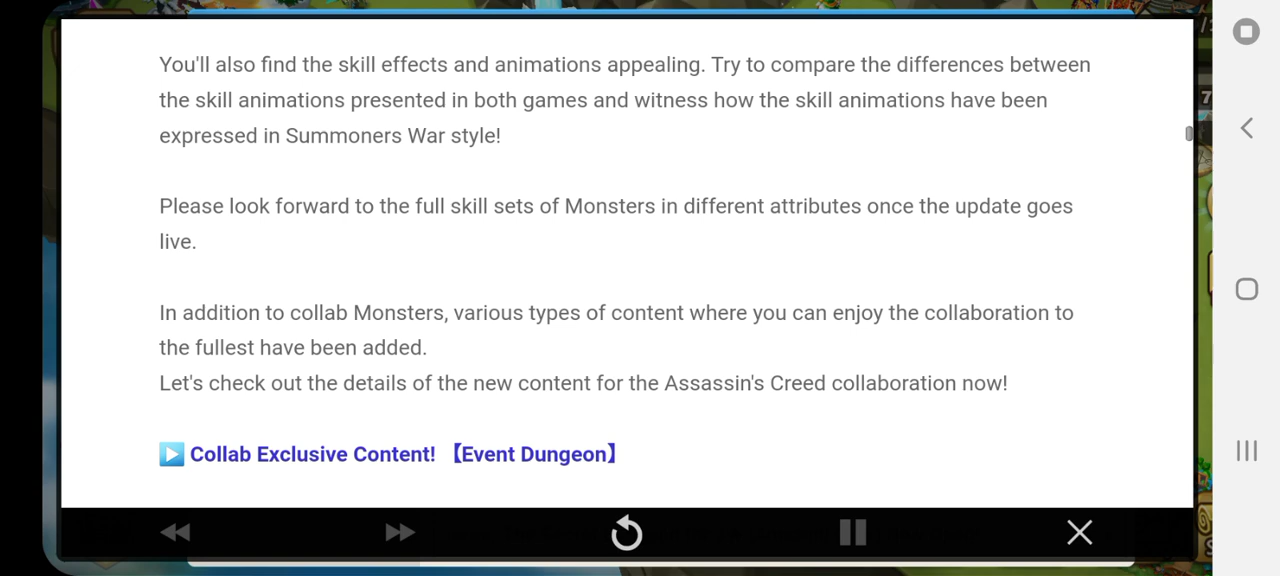 You'll also find the skill effects and animations appealing. Try to compare the differences between
the skill animations presented in both games and witness how the skill animations have been
expressed in Summoners War style!
Please look forward to the full skill sets of Monsters in different attributes once the update goes
live.
In addition to collab Monsters, various types of content where you can enjoy the collaboration to
the fullest have been added.
Let's check out the details of the new content for the Assassin's Creed collaboration now!
Collab Exclusive Content! 【Event Dungeon】